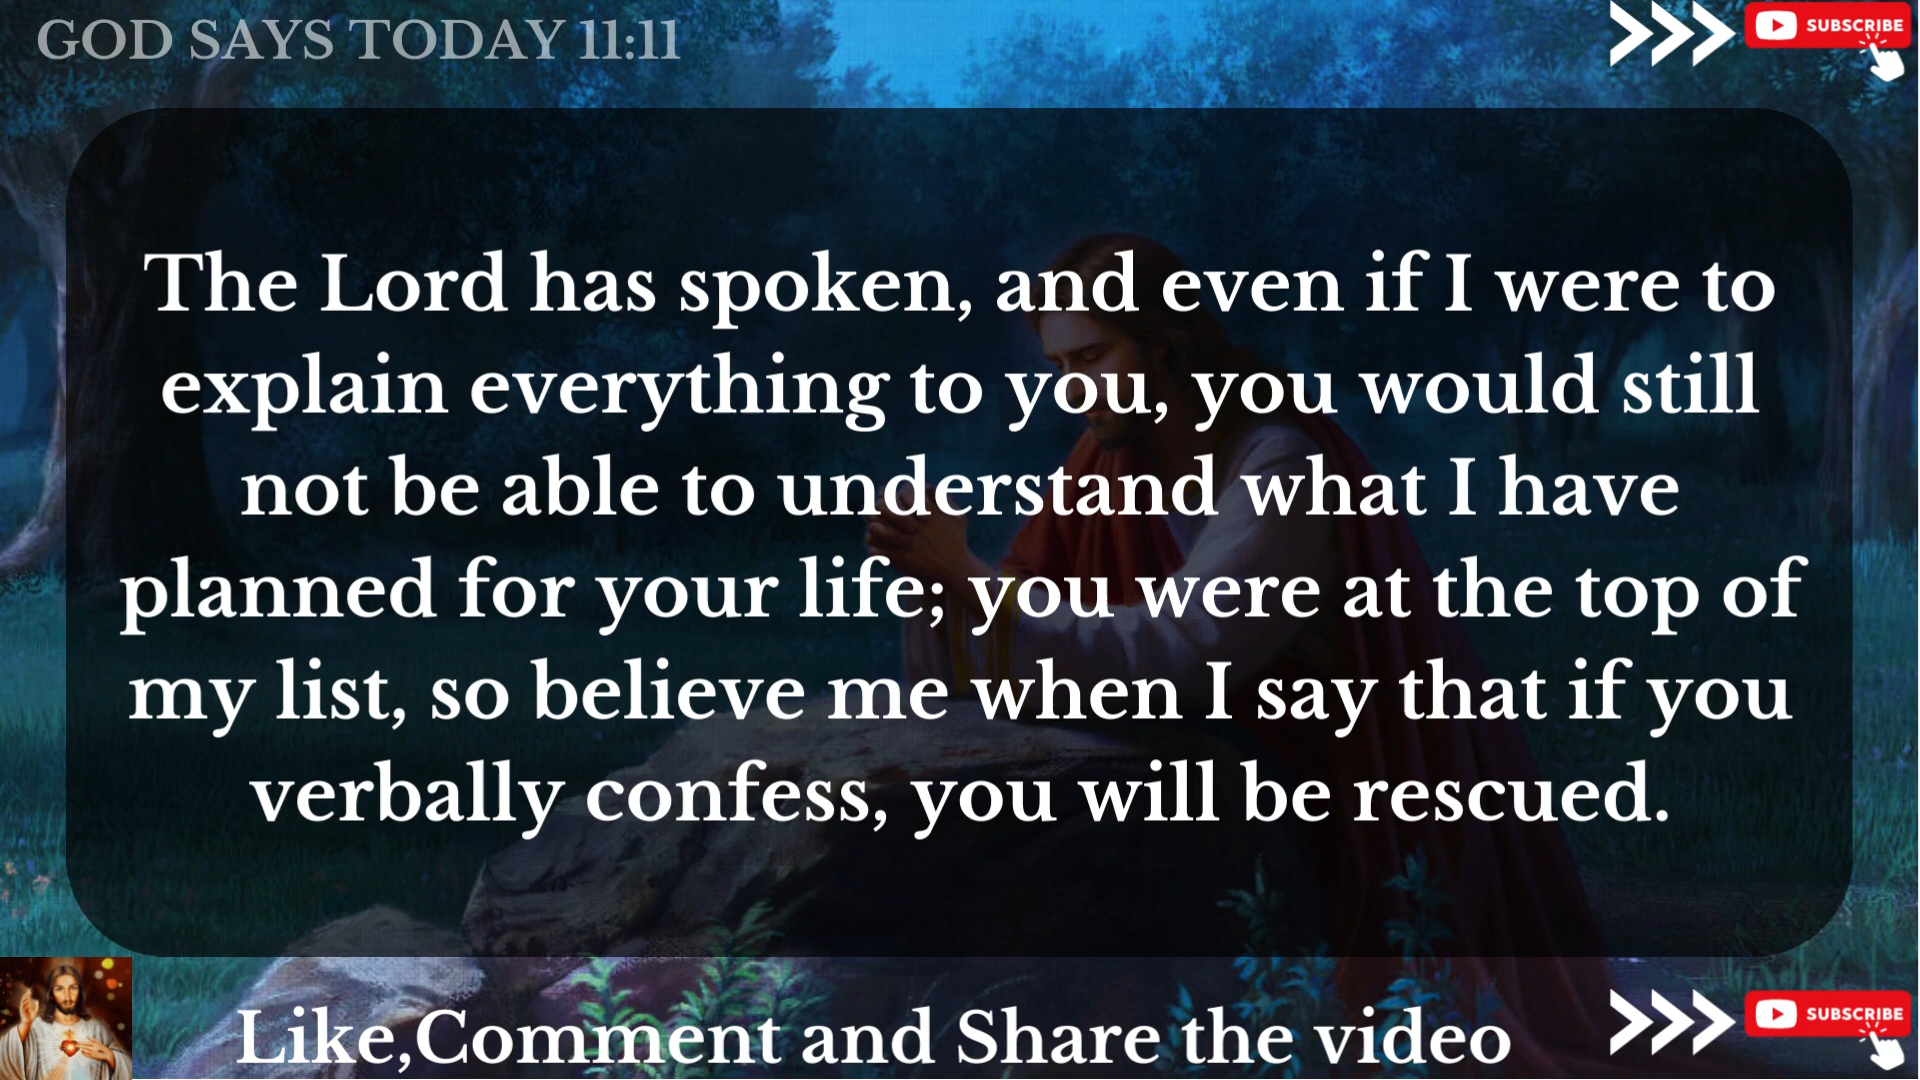 GOD SAYS TODAY 11:11
SUBSCRIBE
The Lord has spoken, and even if I were to
explain everything to you, you would still
not be able to understand what I have
planned for your life; you were at the top of
my list, so believe me when I say that if you
verbally confess, you will be rescued.
Like,Comment and Share the video
SUBSCRIBE